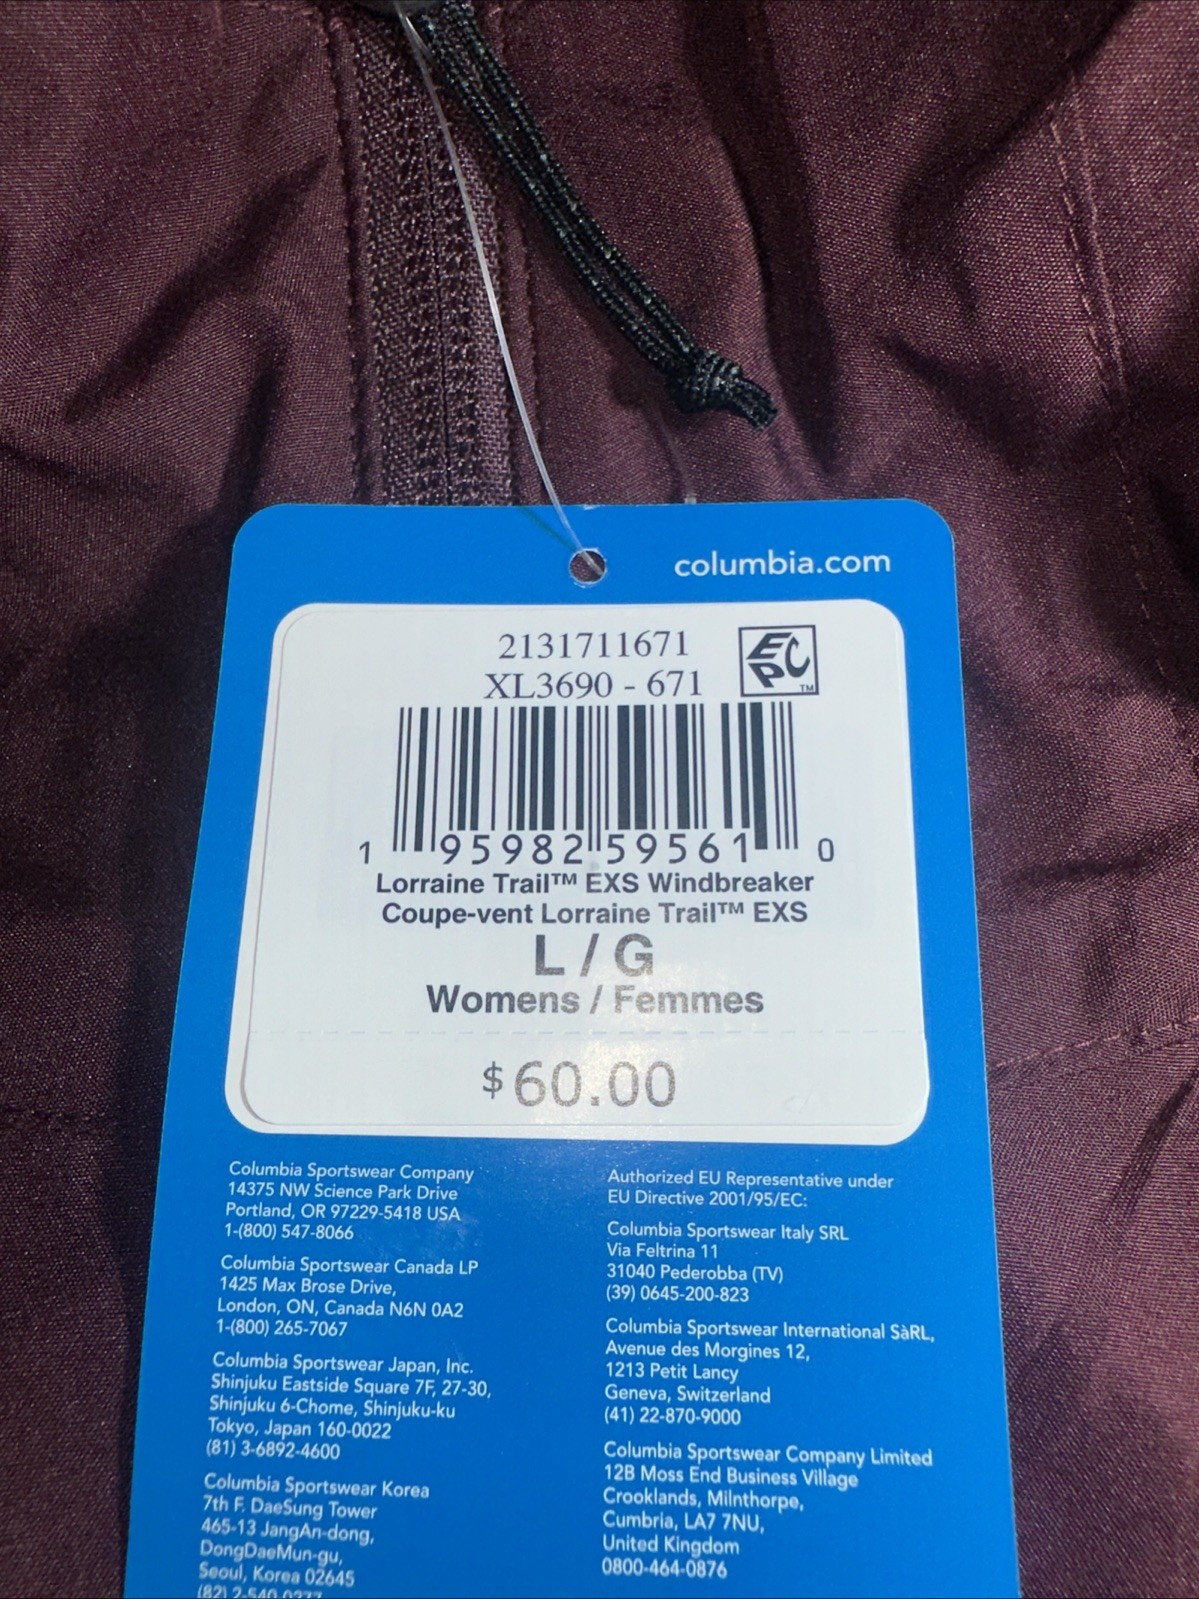 columbia.com
2131711671
XL3690 - 671
EPC™
1 95982 59561 0
Lorraine Trail™ EXS Windbreaker
Coupe-vent Lorraine Trail™ EXS
L / G
Womens / Femmes
$60.00
Columbia Sportswear Company
14375 NW Science Park Drive
Portland, OR 97229-5418 USA
1-(800) 547-8066
Columbia Sportswear Canada LP
1425 Max Brose Drive,
London, ON, Canada N6N 0A2
1-(800) 265-7067
Columbia Sportswear Japan, Inc.
Shinjuku Eastside Square 7F, 27-30,
Shinjuku 6-Chome, Shinjuku-ku
Tokyo, Japan 160-0022
(81) 3-6892-4600
Columbia Sportswear Korea
7th F. DaeSung Tower
465-13 JangAn-dong,
DongDaeMun-gu,
Seoul, Korea 02645
(82) 2-540-0277
Authorized EU Representative under
EU Directive 2001/95/EC:
Columbia Sportswear Italy SRL
Via Feltrina 11
31040 Pederobba (TV)
(39) 0645-200-823
Columbia Sportswear International SàRL,
Avenue des Morgines 12,
1213 Petit Lancy
Geneva, Switzerland
(41) 22-870-9000
Columbia Sportswear Company Limited
12B Moss End Business Village
Crooklands, Milnthorpe,
Cumbria, LA7 7NU,
United Kingdom
0800-464-0876